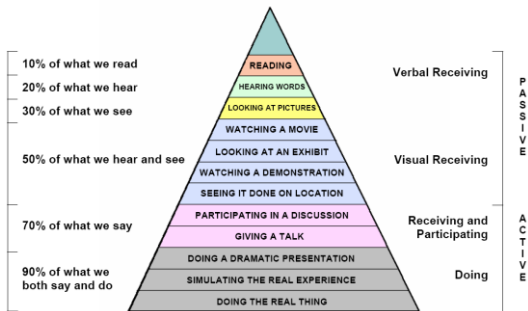 10% of what we read
READING
Verbal Receiving
20% of what we hear
HEARING WORDS
30% of what we see
LOOKING AT PICTURES
WATCHING A MOVIE
50% of what we hear and see
LOOKING AT AN EXHIBIT
Visual Receiving
WATCHING A DEMONSTRATION
SEEING IT DONE ON LOCATION
PASSIVE
70% of what we say
PARTICIPATING IN A DISCUSSION
GIVING A TALK
Receiving and
Participating
90% of what we
both say and do
DOING A DRAMATIC PRESENTATION
SIMULATING THE REAL EXPERIENCE
DOING THE REAL THING
Doing
ACTIVE